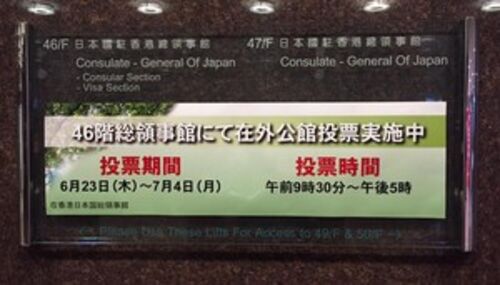 46/F 日本國駐香港總領事館
Consulate - General Of Japan
- Consular Section
- Visa Section
47/F 日本國駐香港總領事館
Consulate - General Of Japan
46階総領事館にて在外公館投票実施中
投票期間
6月23日(木)～7月4日(月)
投票時間
午前9時30分～午後5時
在香港日本国総領事館
<- Please Use These Lifts For Access to 49/F & 50/F ->